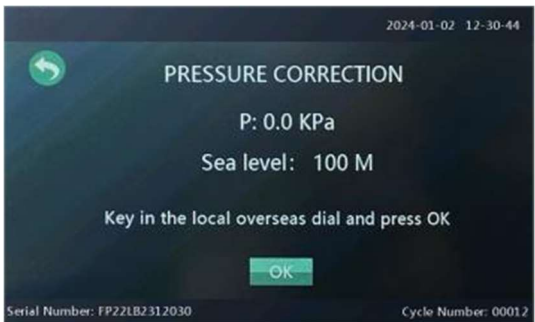 2024-01-02 12-30-44
PRESSURE CORRECTION
P: 0.0 KPa
Sea level: 100 M
Key in the local overseas dial and press OK
OK
Serial Number: FP22LB2312030
Cycle Number: 00012